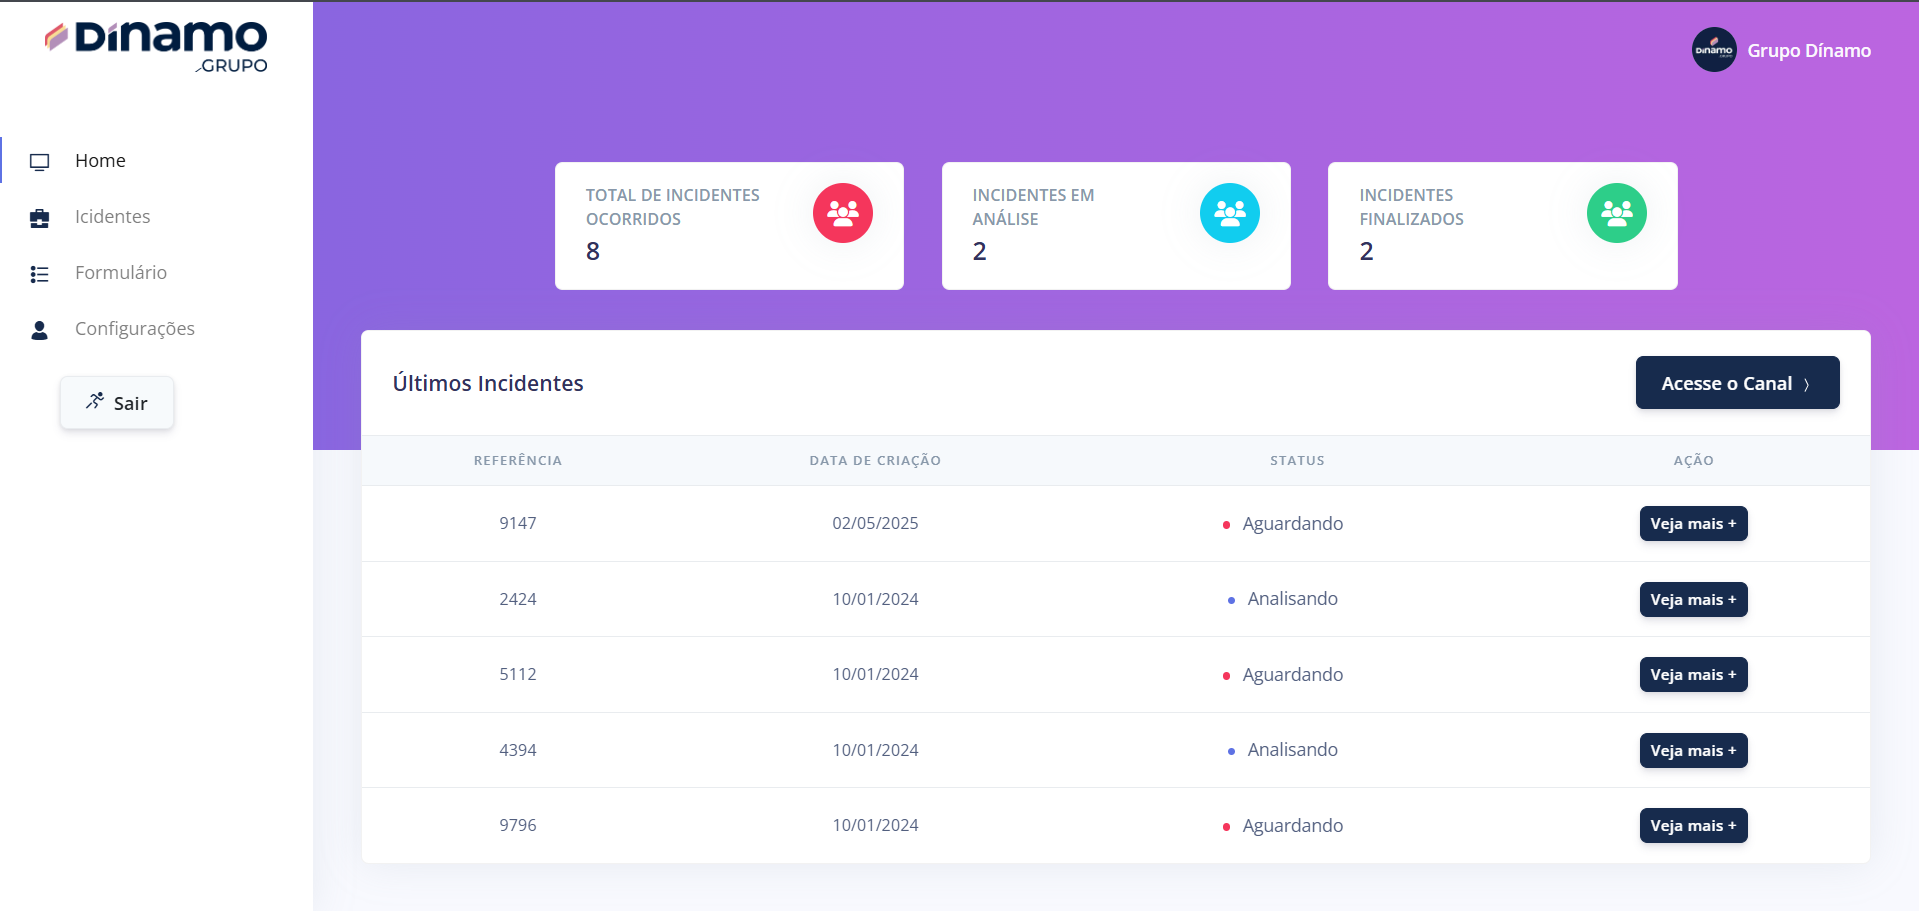 Dínamo
GRUPO
Grupo Dínamo
Home
Icidentes
Formulário
Configurações
Sair
TOTAL DE INCIDENTES
OCORRIDOS
8
INCIDENTES EM
ANÁLISE
2
INCIDENTES
FINALIZADOS
2
Últimos Incidentes
Acesse o Canal 〉
REFERÊNCIA DATA DE CRIAÇÃO STATUS AÇÃO
9147 02/05/2025 Aguardando Veja mais +
2424 10/01/2024 Analisando Veja mais +
5112 10/01/2024 Aguardando Veja mais +
4394 10/01/2024 Analisando Veja mais +
9796 10/01/2024 Aguardando Veja mais +